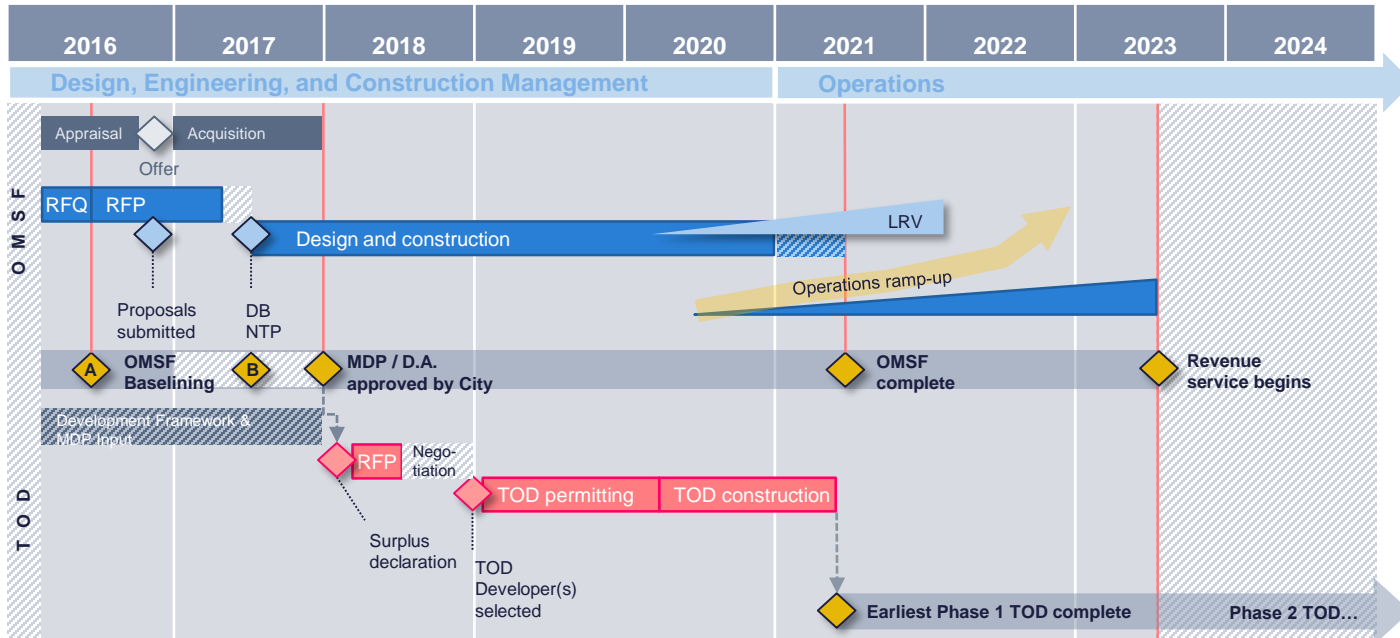 2016 2017 2018 2019 2020 2021 2022 2023 2024
Design, Engineering, and Construction Management Operations
Appraisal Acquisition
Offer
OMSF
RFQ RFP
Design and construction
LRV
Operations ramp-up
Proposals
submitted
DB
NTP
A
OMSF
Baselining
B
MDP / D.A.
approved by City
OMSF
complete
Revenue
service begins
Development Framework &
MDP Input
TOD
RFP
Nego-
tiation
TOD permitting TOD construction
Surplus
declaration
TOD
Developer(s)
selected
Earliest Phase 1 TOD complete Phase 2 TOD…